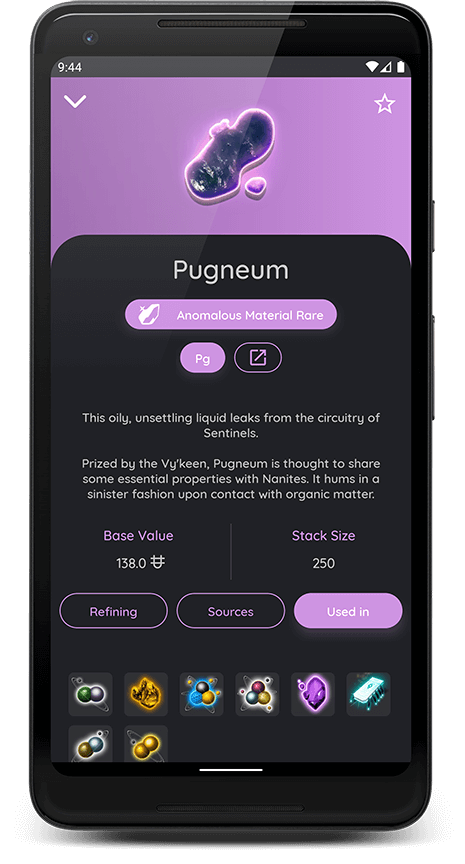 9:44
Pugneum
Anomalous Material Rare
Pg
This oily, unsettling liquid leaks from the circuitry of
Sentinels.
Prized by the Vy'keen, Pugneum is thought to share
some essential properties with Nanites. It hums in a
sinister fashion upon contact with organic matter.
Base Value
Stack Size
138.0
250
Refining
Sources
Used in